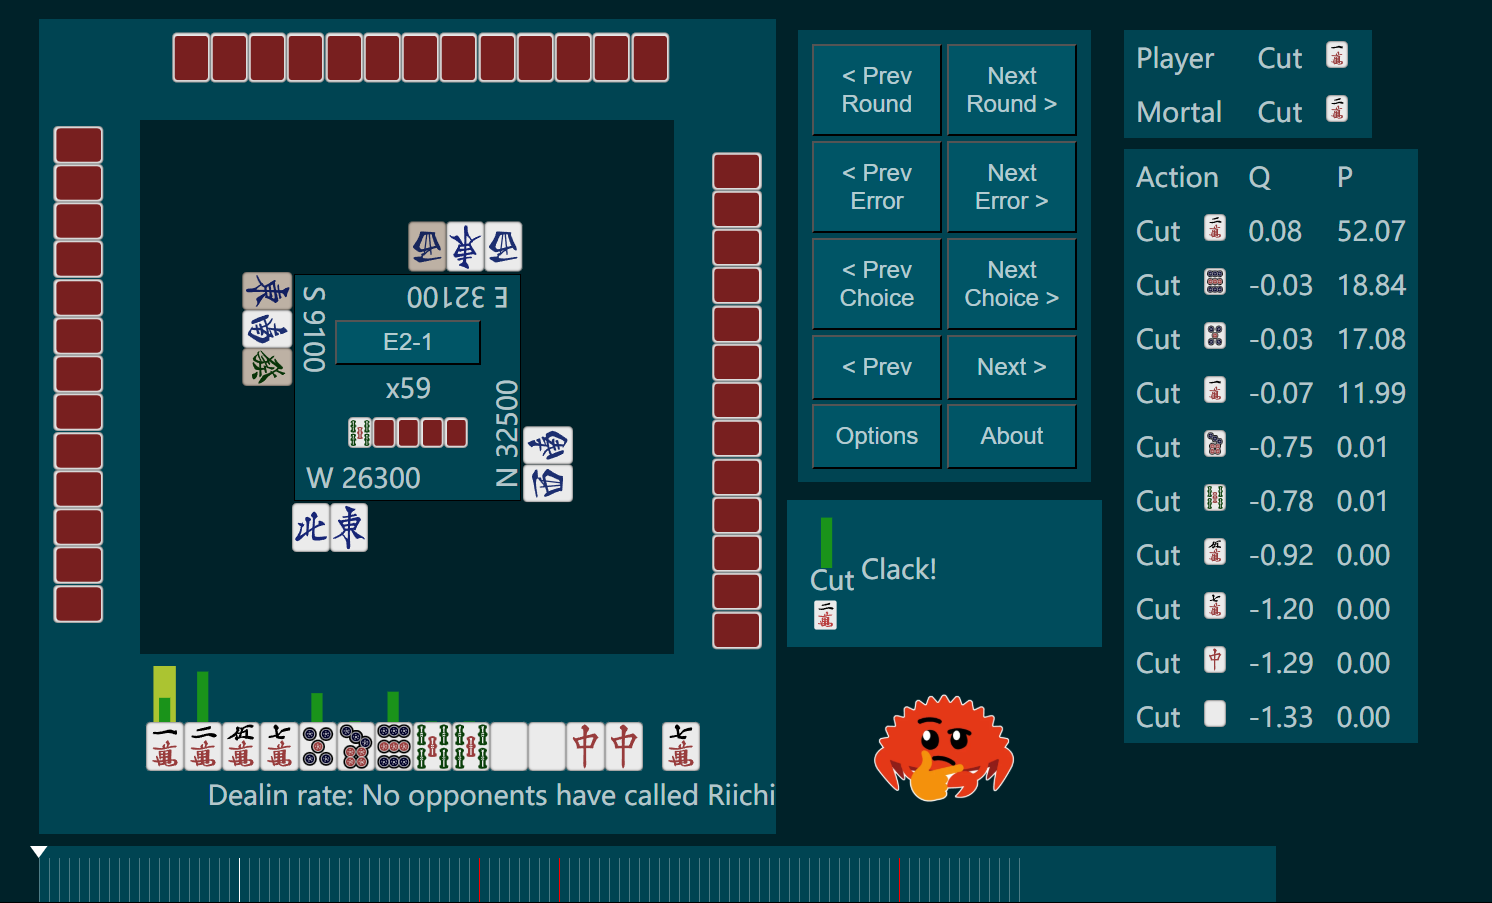 S 9100
E 32100
E2-1
x59
N 32500
W 26300
Dealin rate: No opponents have called Riichi
< Prev
Round
Next
Round >
< Prev
Error
Next
Error >
< Prev
Choice
Next
Choice >
< Prev
Next >
Options
About
Cut
Clack!
Player Cut
Mortal Cut
Action Q P
Cut 0.08 52.07
Cut -0.03 18.84
Cut -0.03 17.08
Cut -0.07 11.99
Cut -0.75 0.01
Cut -0.78 0.01
Cut -0.92 0.00
Cut -1.20 0.00
Cut -1.29 0.00
Cut -1.33 0.00